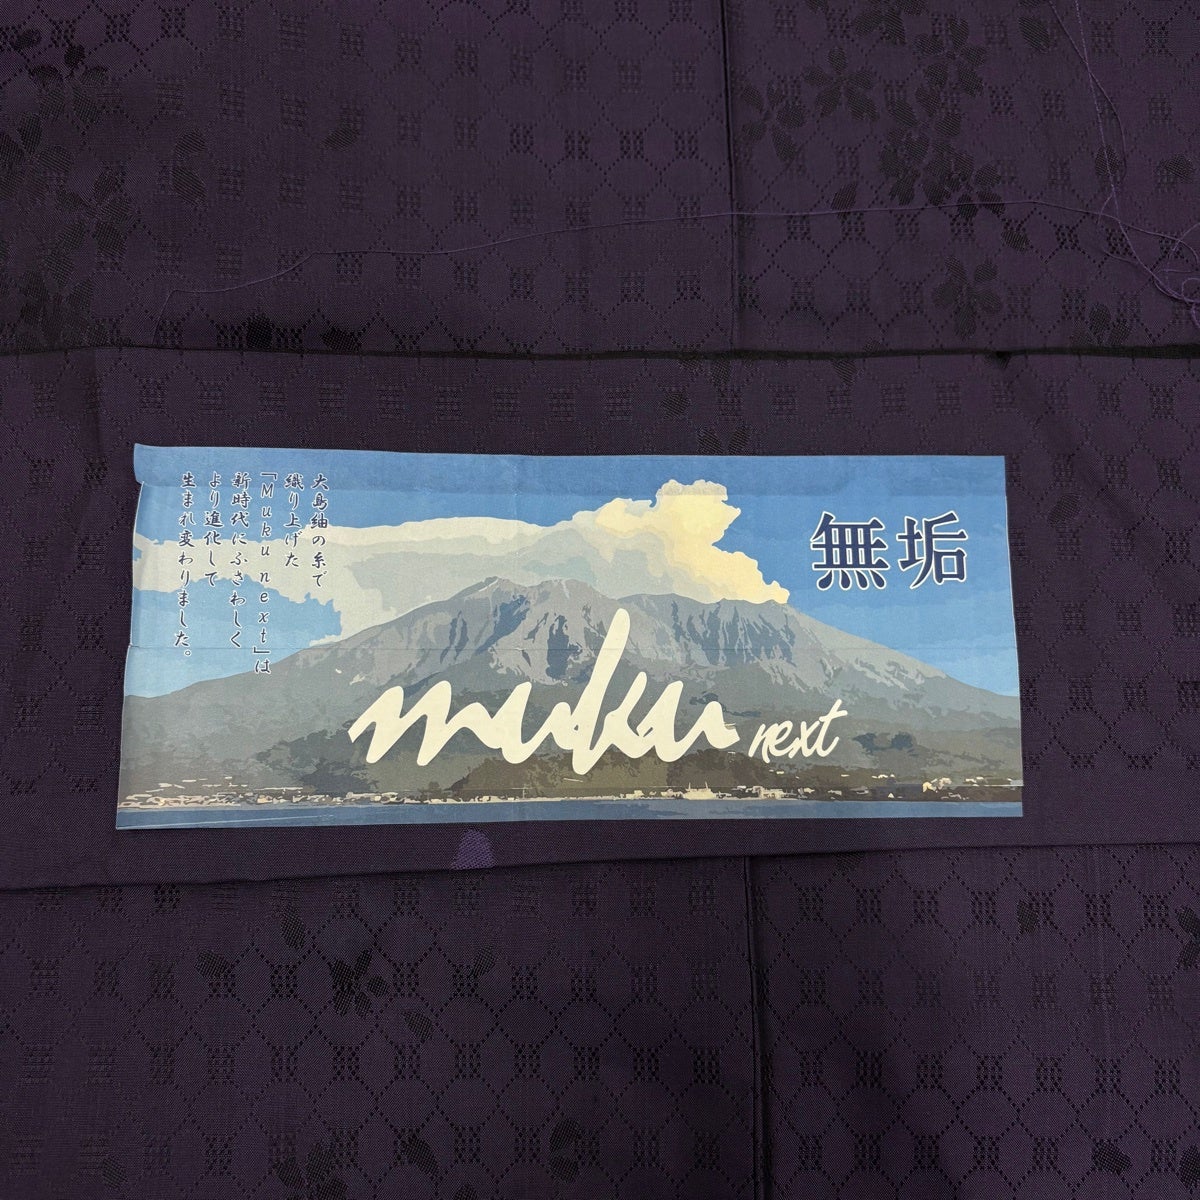 大島紬の糸で
織り上げた
「Muku next」は
新時代にふさわしく
より進化して
生まれ変わりました。
無垢
muku next